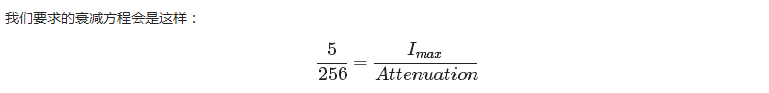 我们要求的衰减方程会是这样：
5/256 = I_max/Attenuation